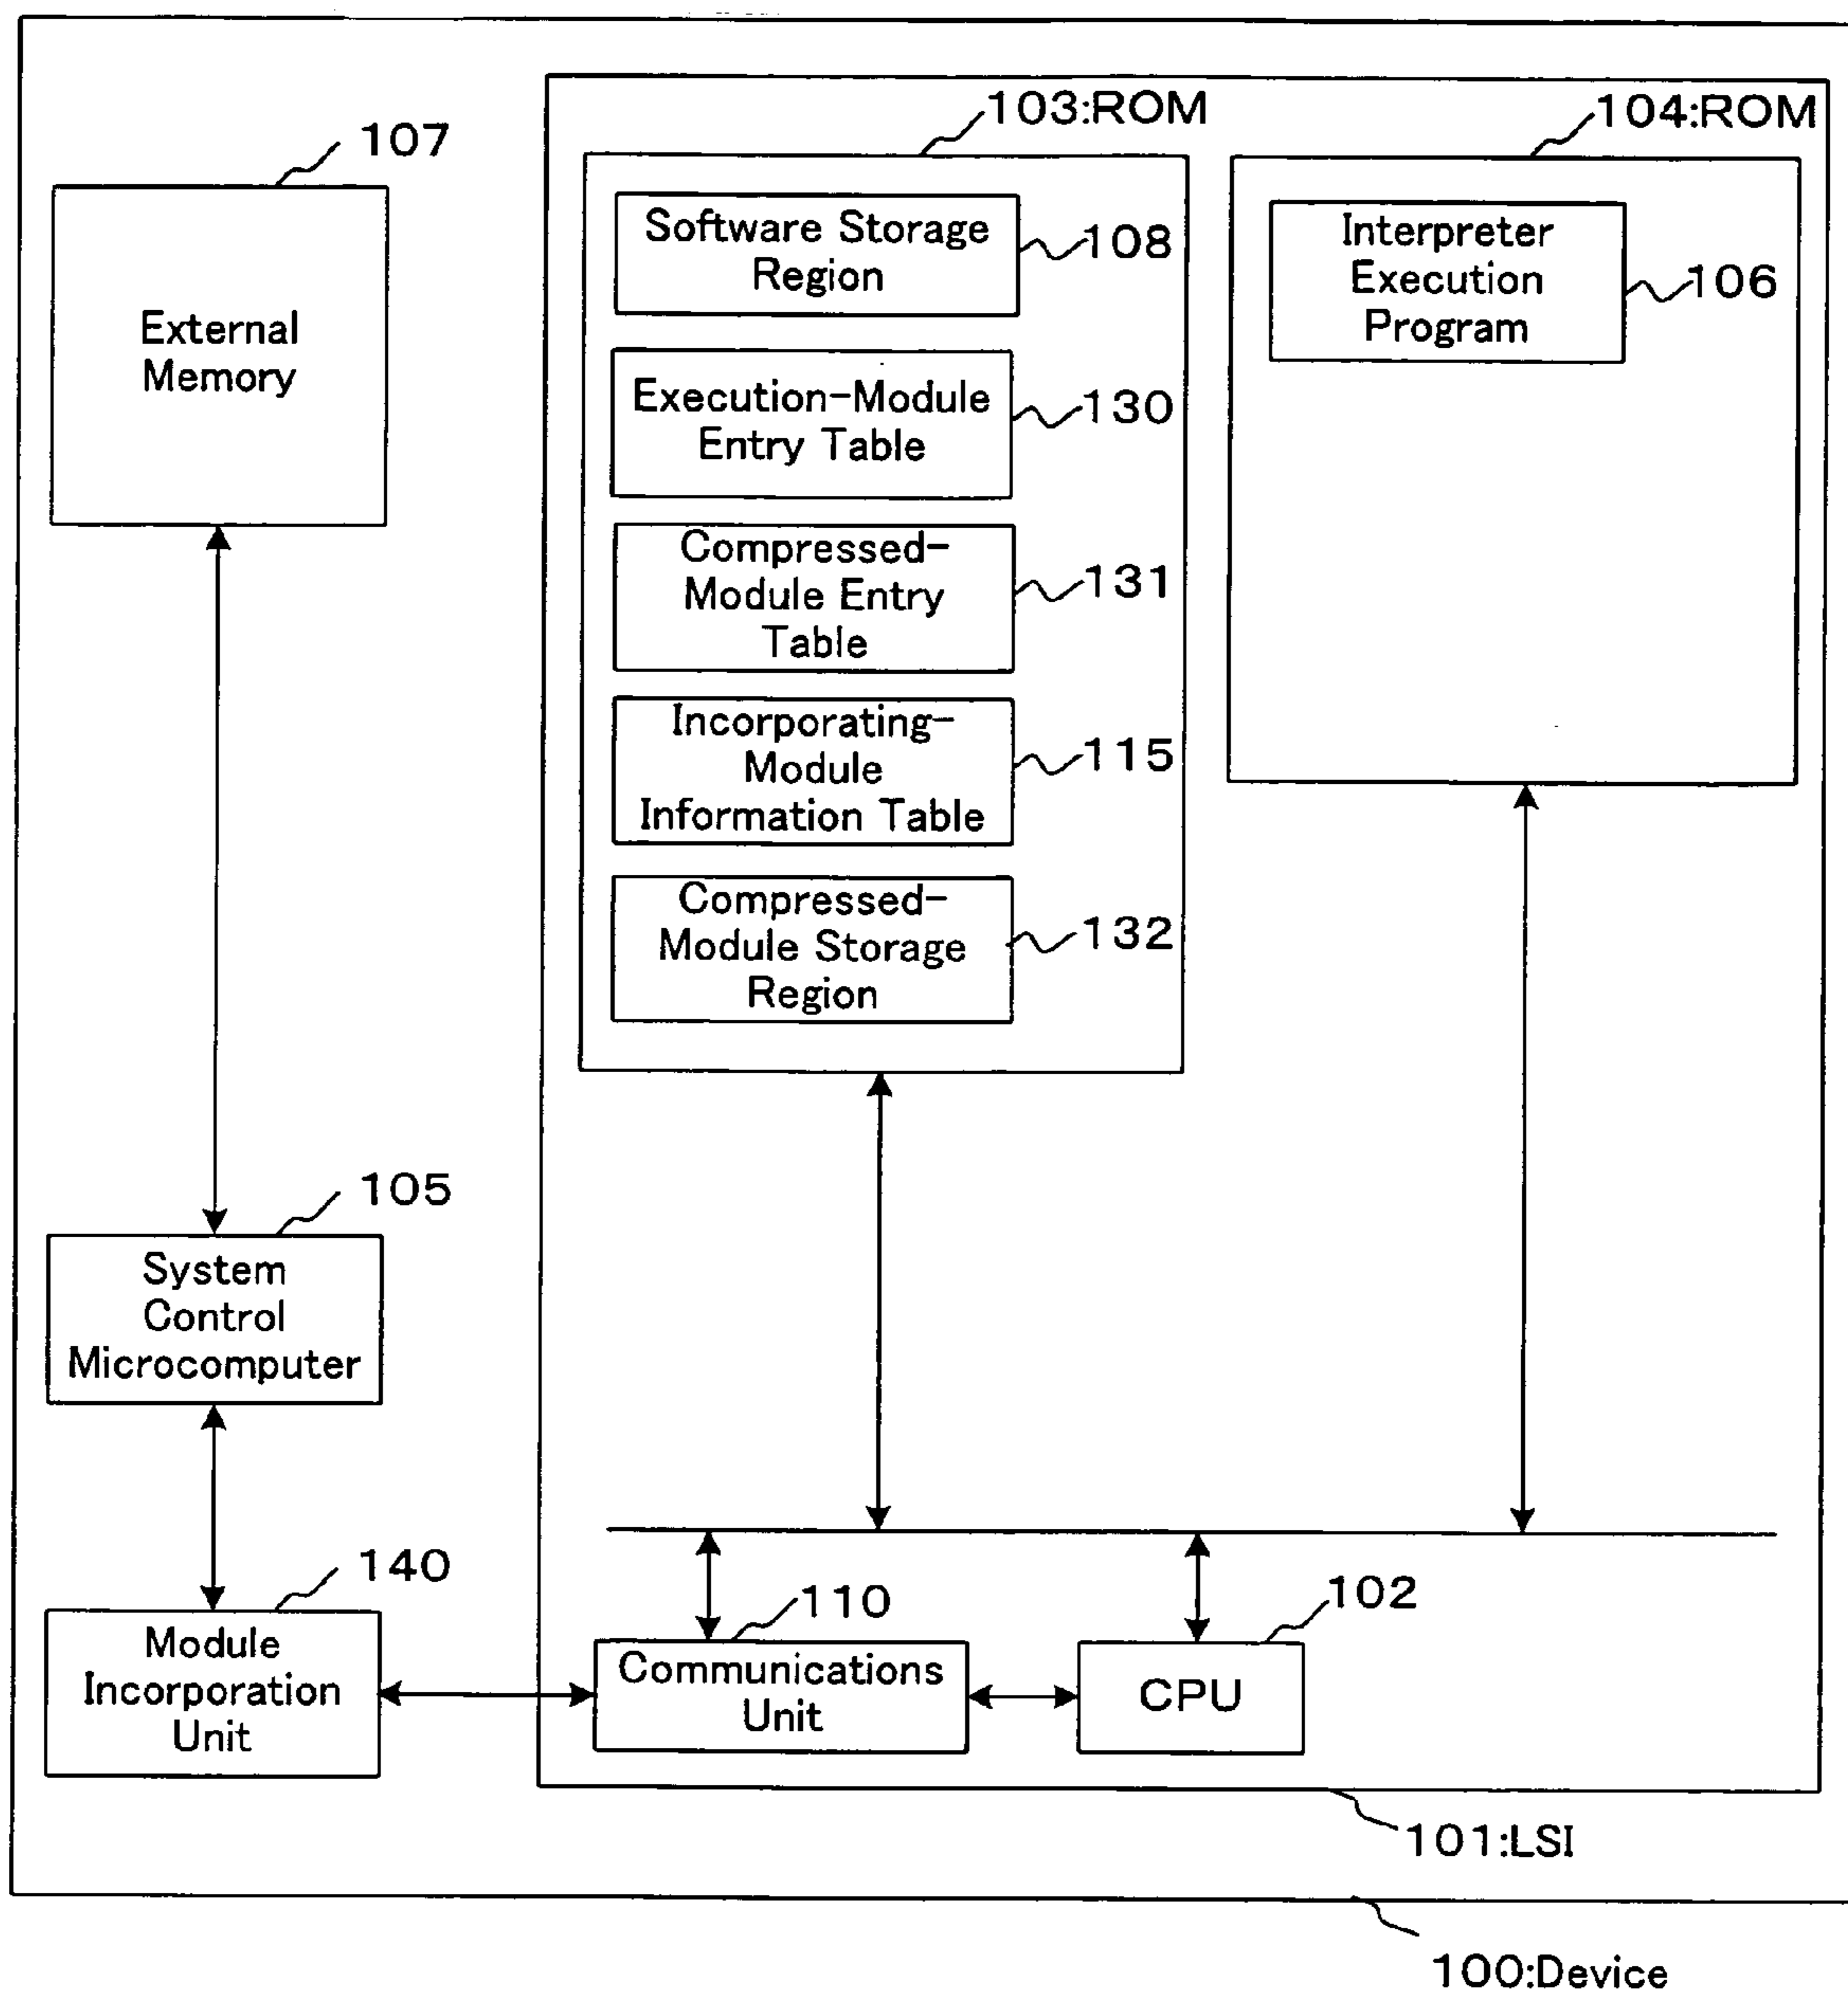 103:ROM
104:ROM
107
External
Memory
Software Storage
Region
108
Interpreter
Execution
Program
106
Execution-Module
Entry Table
130
Compressed-
Module Entry
Table
131
Incorporating-
Module
Information Table
115
Compressed-
Module Storage
Region
132
105
System
Control
Microcomputer
140
Module
Incorporation
Unit
110
Communications
Unit
102
CPU
101:LSI
100:Device